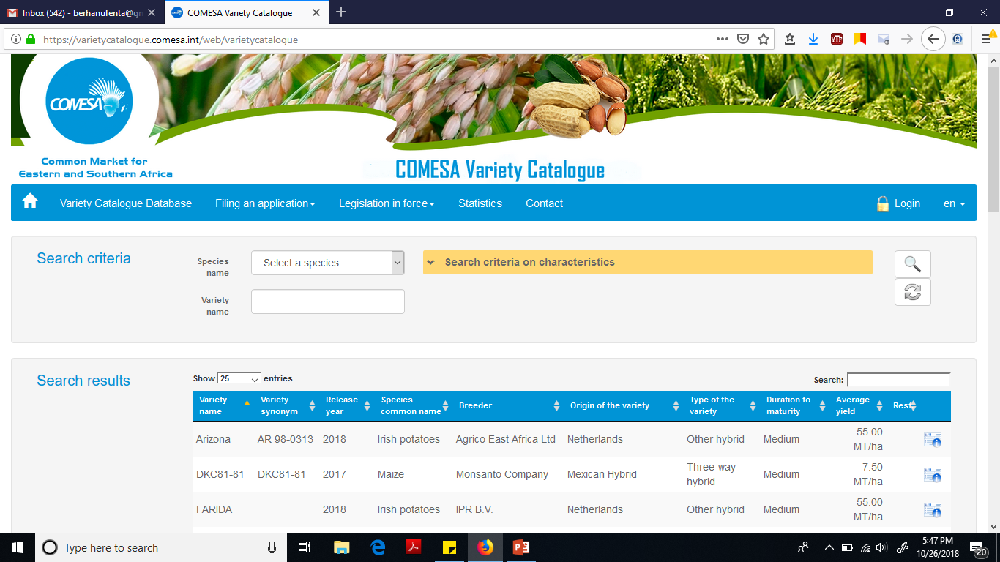 Inbox (542) - berhanufenta@gm
COMESA Variety Catalogue
https://varietycatalogue.comesa.int/web/varietycatalogue
YTF
COMESA
Common Market for
Eastern and Southern Africa
COMESA Variety Catalogue
Variety Catalogue Database Filing an application Legislation in force Statistics Contact Login en
Search criteria
Species name
Select a species ...
Search criteria on characteristics
Variety name
Search results
Show 25 entries
Search:
Variety name Variety synonym Release year Species common name Breeder Origin of the variety Type of the variety Duration to maturity Average yield Rest
Arizona AR 98-0313 2018 Irish potatoes Agrico East Africa Ltd Netherlands Other hybrid Medium 55.00 MT/ha
DKC81-81 DKC81-81 2017 Maize Monsanto Company Mexican Hybrid Three-way hybrid Medium 7.50 MT/ha
FARIDA 2018 Irish potatoes IPR B.V. Netherlands Other hybrid Medium 55.00 MT/ha
Type here to search
5:47 PM
10/26/2018
20